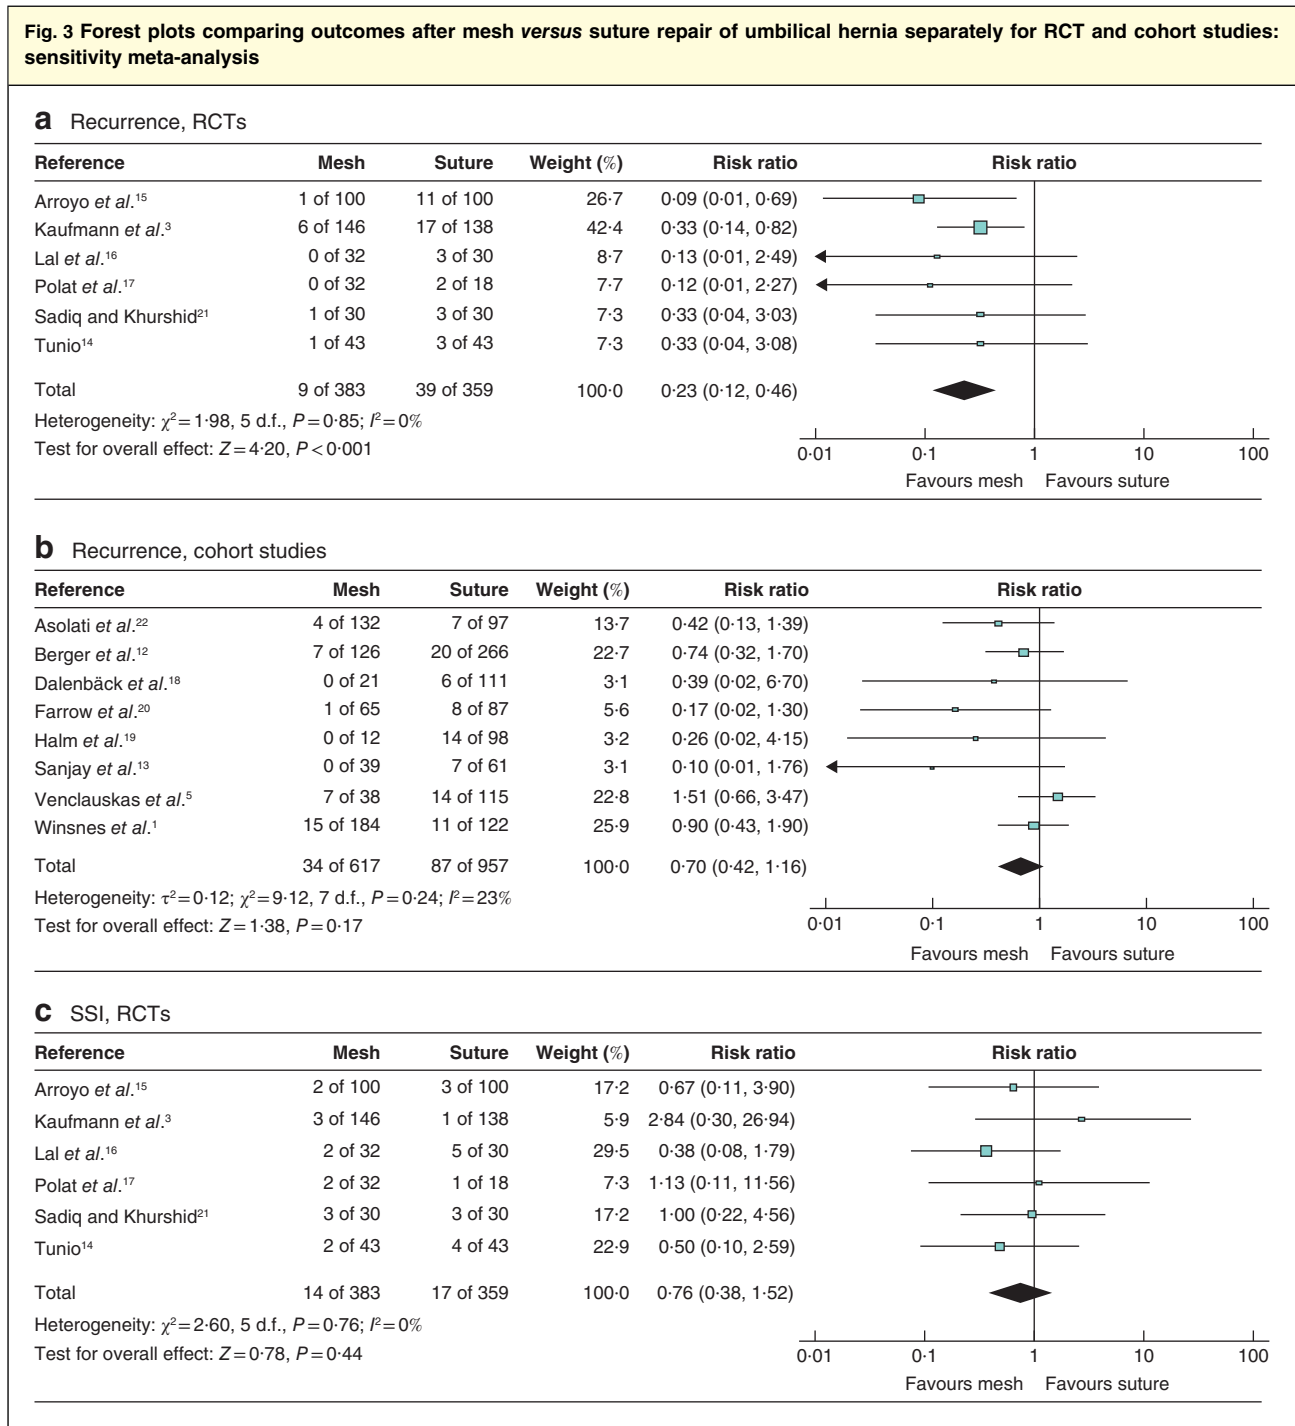 Fig. 3 Forest plots comparing outcomes after mesh versus suture repair of umbilical hernia separately for RCT and cohort studies:
sensitivity meta-analysis
a Recurrence, RCTs
Reference Mesh Suture Weight (%) Risk ratio Risk ratio
Arroyo et al.15 1 of 100 11 of 100 26·7 0·09 (0·01, 0·69)
Kaufmann et al.3 6 of 146 17 of 138 42·4 0·33 (0·14, 0·82)
Lal et al.16 0 of 32 3 of 30 8·7 0·13 (0·01, 2·49)
Polat et al.17 0 of 32 2 of 18 7·7 0·12 (0·01, 2·27)
Sadiq and Khurshid21 1 of 30 3 of 30 7·3 0·33 (0·04, 3·03)
Tunio14 1 of 43 3 of 43 7·3 0·33 (0·04, 3·08)
Total 9 of 383 39 of 359 100·0 0·23 (0·12, 0·46)
Heterogeneity: χ²=1·98, 5 d.f., P=0·85; I²=0%
Test for overall effect: Z=4·20, P<0·001
0·01 0·1 1 10 100
Favours mesh Favours suture
b Recurrence, cohort studies
Reference Mesh Suture Weight (%) Risk ratio Risk ratio
Asolati et al.22 4 of 132 7 of 97 13·7 0·42 (0·13, 1·39)
Berger et al.12 7 of 126 20 of 266 22·7 0·74 (0·32, 1·70)
Dalenbäck et al.18 0 of 21 6 of 111 3·1 0·39 (0·02, 6·70)
Farrow et al.20 1 of 65 8 of 87 5·6 0·17 (0·02, 1·30)
Halm et al.19 0 of 12 14 of 98 3·2 0·26 (0·02, 4·15)
Sanjay et al.13 0 of 39 7 of 61 3·1 0·10 (0·01, 1·76)
Venclauskas et al.5 7 of 38 14 of 115 22·8 1·51 (0·66, 3·47)
Winsnes et al.1 15 of 184 11 of 122 25·9 0·90 (0·43, 1·90)
Total 34 of 617 87 of 957 100·0 0·70 (0·42, 1·16)
Heterogeneity: τ²=0·12; χ²=9·12, 7 d.f., P=0·24; I²=23%
Test for overall effect: Z=1·38, P=0·17
0·01 0·1 1 10 100
Favours mesh Favours suture
c SSI, RCTs
Reference Mesh Suture Weight (%) Risk ratio Risk ratio
Arroyo et al.15 2 of 100 3 of 100 17·2 0·67 (0·11, 3·90)
Kaufmann et al.3 3 of 146 1 of 138 5·9 2·84 (0·30, 26·94)
Lal et al.16 2 of 32 5 of 30 29·5 0·38 (0·08, 1·79)
Polat et al.17 2 of 32 1 of 18 7·3 1·13 (0·11, 11·56)
Sadiq and Khurshid21 3 of 30 3 of 30 17·2 1·00 (0·22, 4·56)
Tunio14 2 of 43 4 of 43 22·9 0·50 (0·10, 2·59)
Total 14 of 383 17 of 359 100·0 0·76 (0·38, 1·52)
Heterogeneity: χ²=2·60, 5 d.f., P=0·76; I²=0%
Test for overall effect: Z=0·78, P=0·44
0·01 0·1 1 10 100
Favours mesh Favours suture